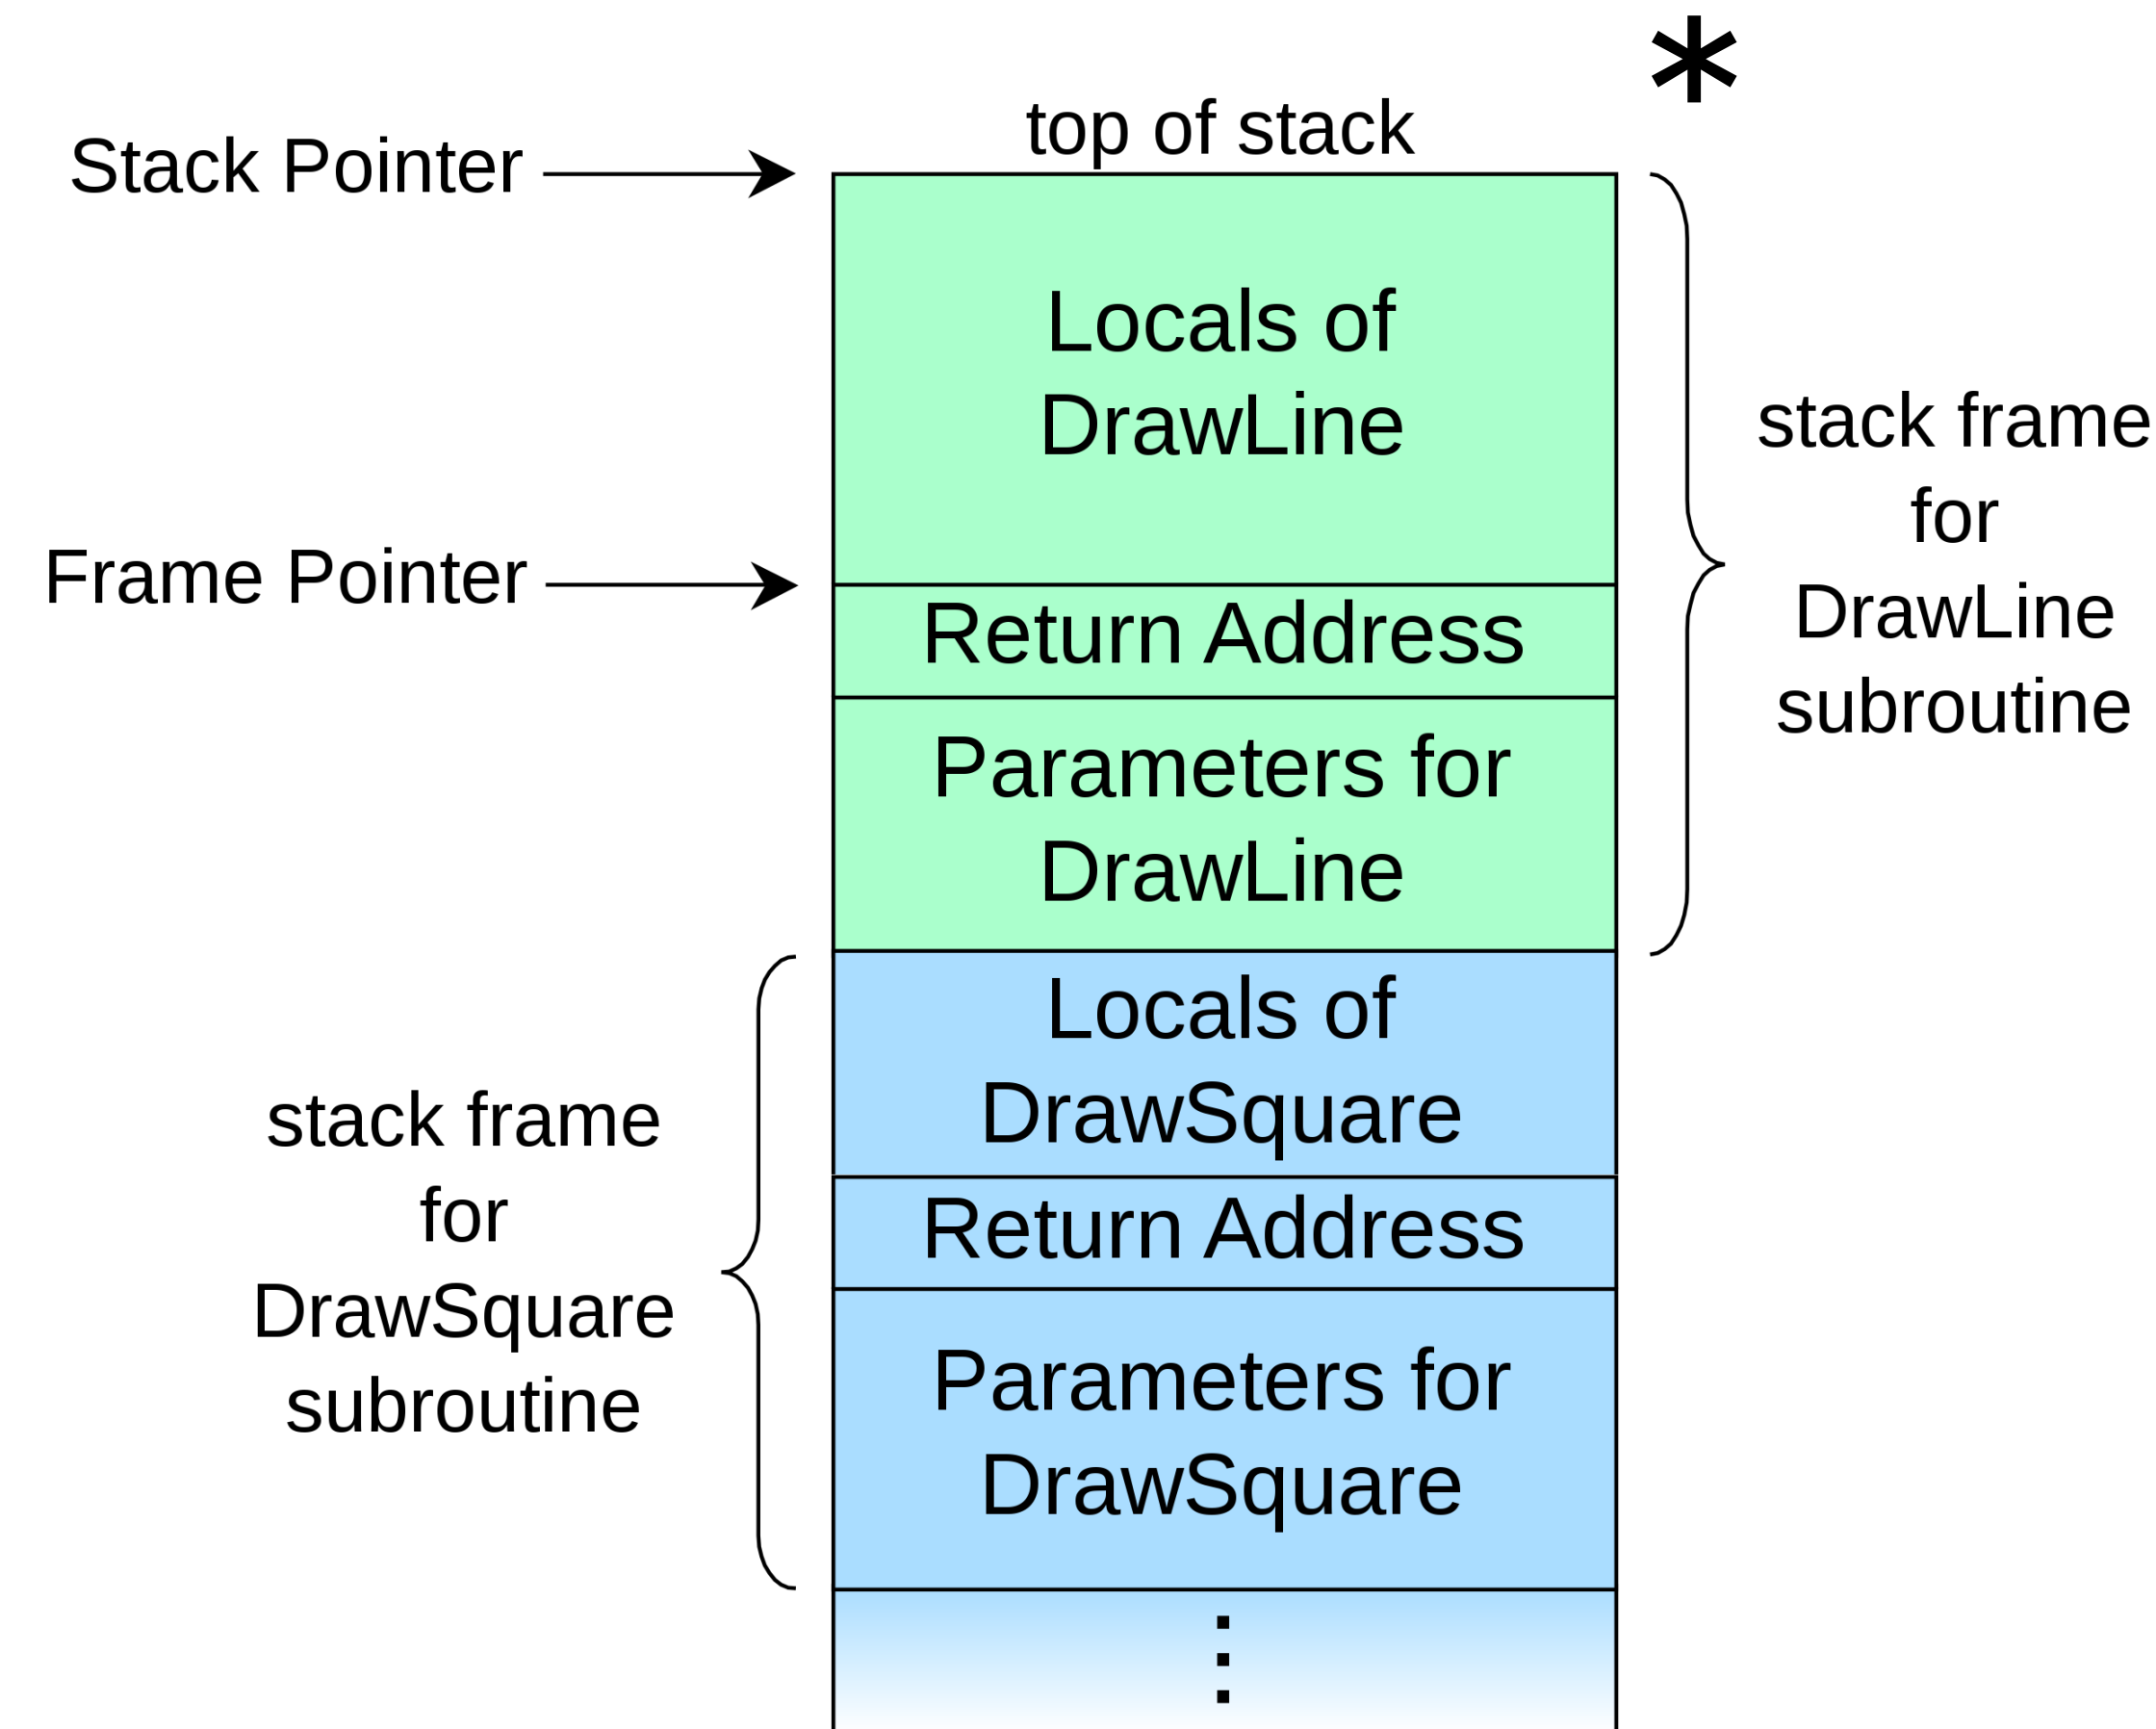 *
top of stack
Stack Pointer
Locals of
DrawLine
stack frame
for
DrawLine
subroutine
Frame Pointer
Return Address
Parameters for
DrawLine
Locals of
DrawSquare
stack frame
for
DrawSquare
subroutine
Return Address
Parameters for
DrawSquare
⋮